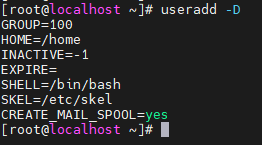 [root@localhost ~]# useradd -D
GROUP=100
HOME=/home
INACTIVE=-1
EXPIRE=
SHELL=/bin/bash
SKEL=/etc/skel
CREATE_MAIL_SPOOL=yes
[root@localhost ~]#